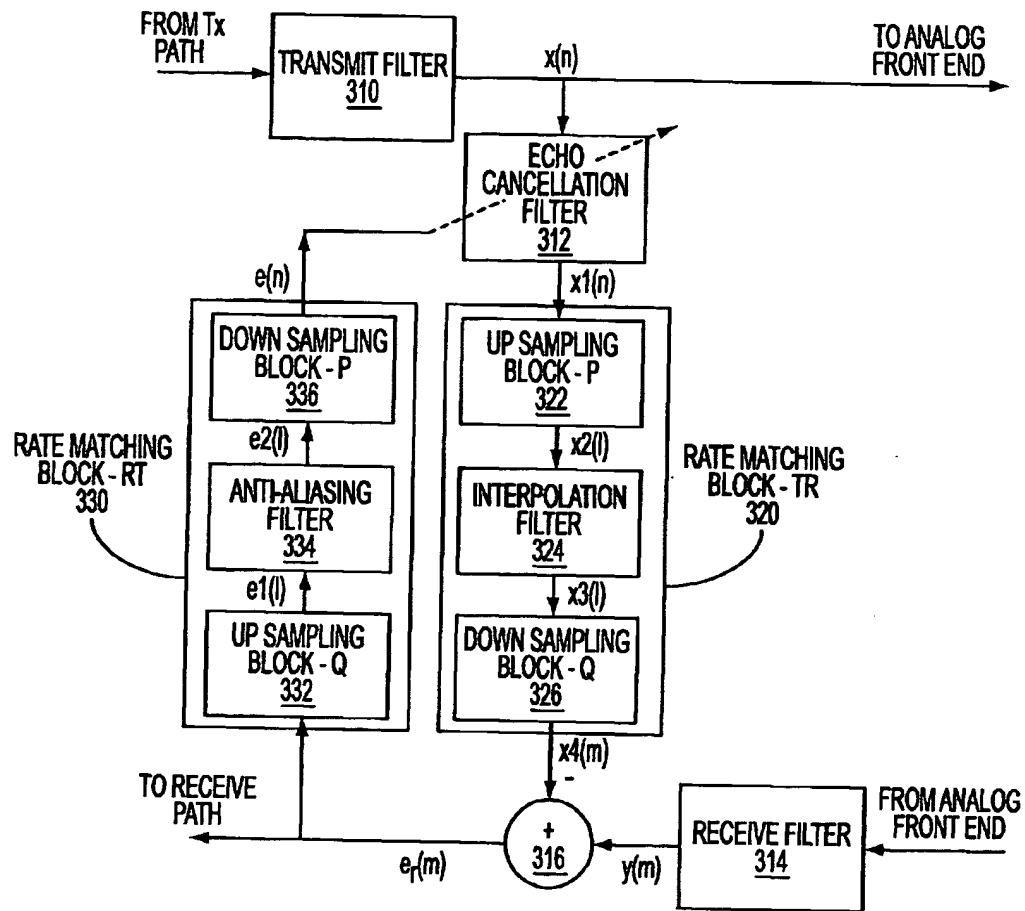 FROM Tx
PATH
TRANSMIT FILTER
310
x(n)
TO ANALOG
FRONT END
ECHO
CANCELLATION
FILTER
312
e(n)
x1(n)
DOWN SAMPLING
BLOCK - P
336
UP SAMPLING
BLOCK - P
322
e2(l)
x2(l)
RATE MATCHING
BLOCK - RT
330
ANTI-ALIASING
FILTER
334
INTERPOLATION
FILTER
324
RATE MATCHING
BLOCK - TR
320
e1(l)
x3(l)
UP SAMPLING
BLOCK - Q
332
DOWN SAMPLING
BLOCK - Q
326
x4(m)
-
TO RECEIVE
PATH
e_r(m)
+
316
y(m)
RECEIVE FILTER
314
FROM ANALOG
FRONT END